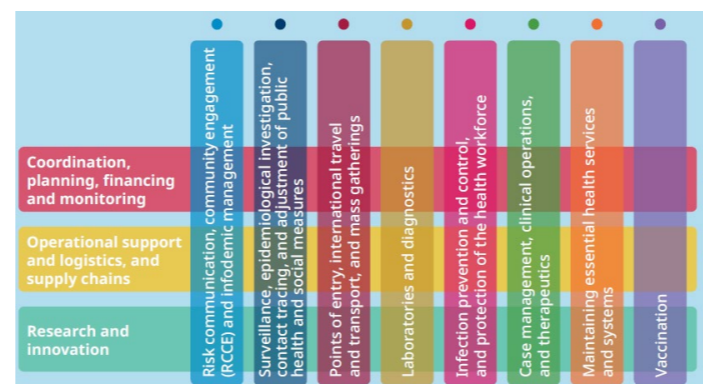 Coordination,
planning, financing
and monitoring
Operational support
and logistics, and
supply chains
Research and
innovation
Risk communication, community engagement
(RCCE) and infodemic management
Surveillance, epidemiological investigation,
contact tracing, and adjustment of public
health and social measures
Points of entry, international travel
and transport, and mass gatherings
Laboratories and diagnostics
Infection prevention and control,
and protection of the health workforce
Case management, clinical operations,
and therapeutics
Maintaining essential health services
and systems
Vaccination